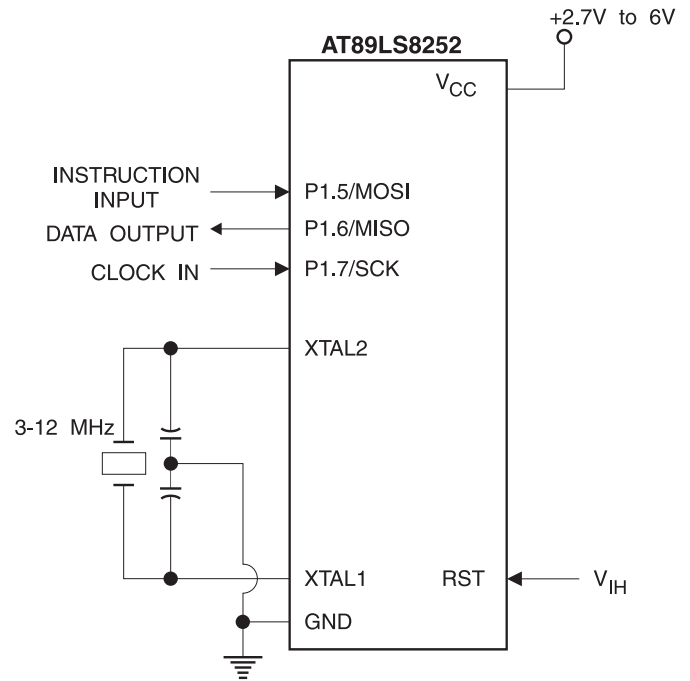 +2.7V to 6V
AT89LS8252
VCC
INSTRUCTION
INPUT
P1.5/MOSI
DATA OUTPUT
P1.6/MISO
CLOCK IN
P1.7/SCK
XTAL2
3-12 MHz
XTAL1
RST
VIH
GND